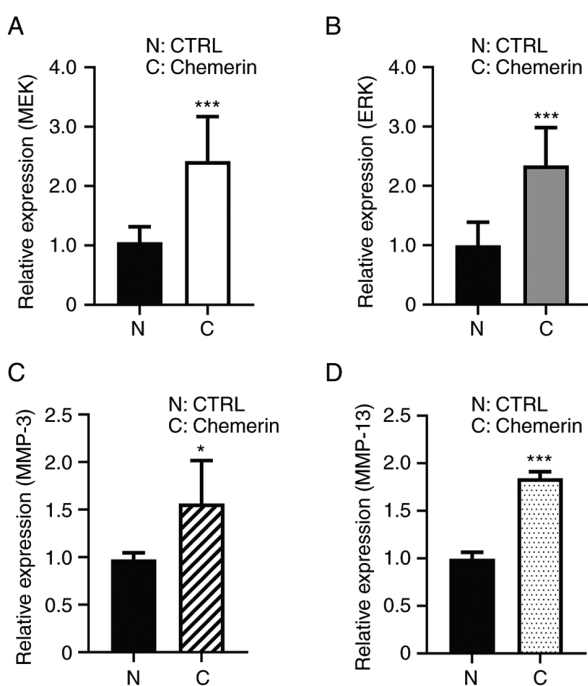 A
N: CTRL
C: Chemerin
Relative expression (MEK)
4.0
3.0
2.0
1.0
0
***
N
C
B
N: CTRL
C: Chemerin
Relative expression (ERK)
4.0
3.0
2.0
1.0
0
***
N
C
C
N: CTRL
C: Chemerin
Relative expression (MMP-3)
2.5
2.0
1.5
1.0
0.5
0
*
N
C
D
N: CTRL
C: Chemerin
Relative expression (MMP-13)
2.5
2.0
1.5
1.0
0.5
0
***
N
C